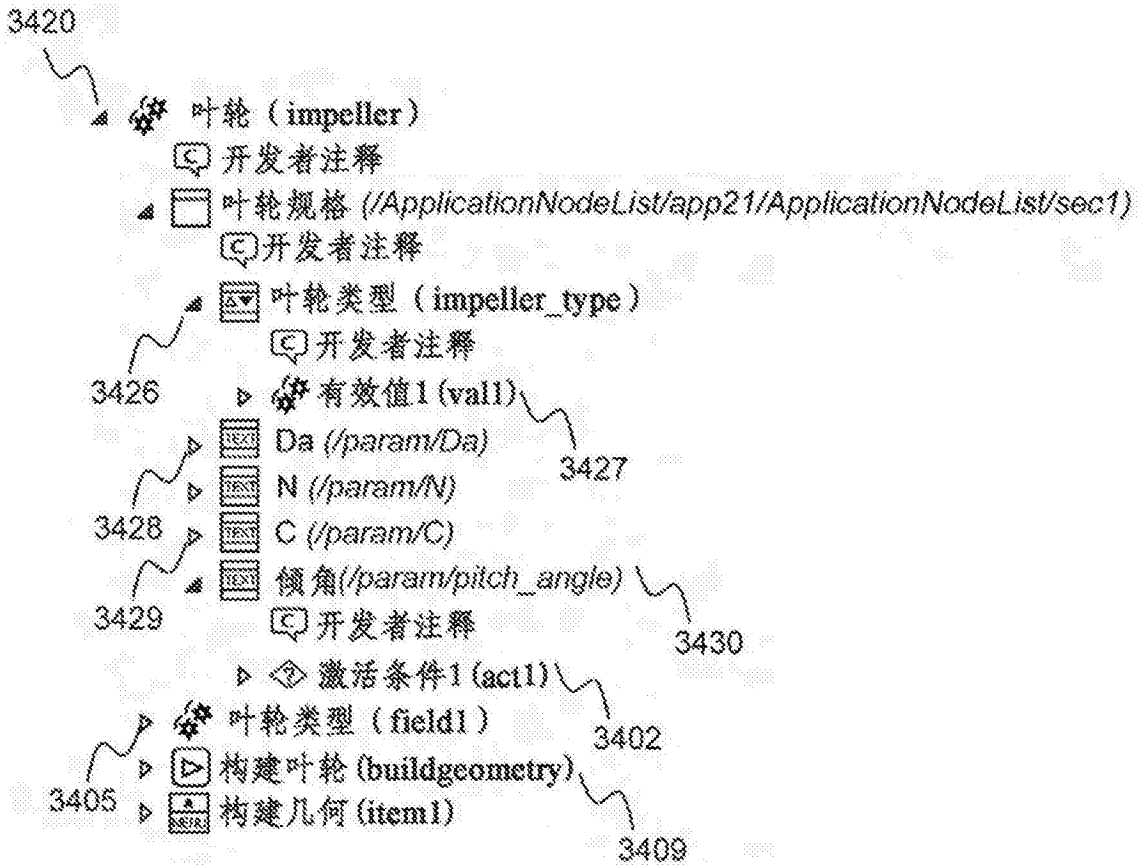 3420
叶轮（impeller）
开发者注释
叶轮规格 (/ApplicationNodeList/app21/ApplicationNodeList/sec1)
开发者注释
叶轮类型（impeller_type）
开发者注释
3426
有效值1 (val1)
Da (/param/Da)
3427
N (/param/N)
3428
C (/param/C)
倾角(/param/pitch_angle)
3429
开发者注释
3430
激活条件1 (act1)
叶轮类型（field1）
3402
构建叶轮 (buildgeometry)
3405
构建几何 (item1)
3409